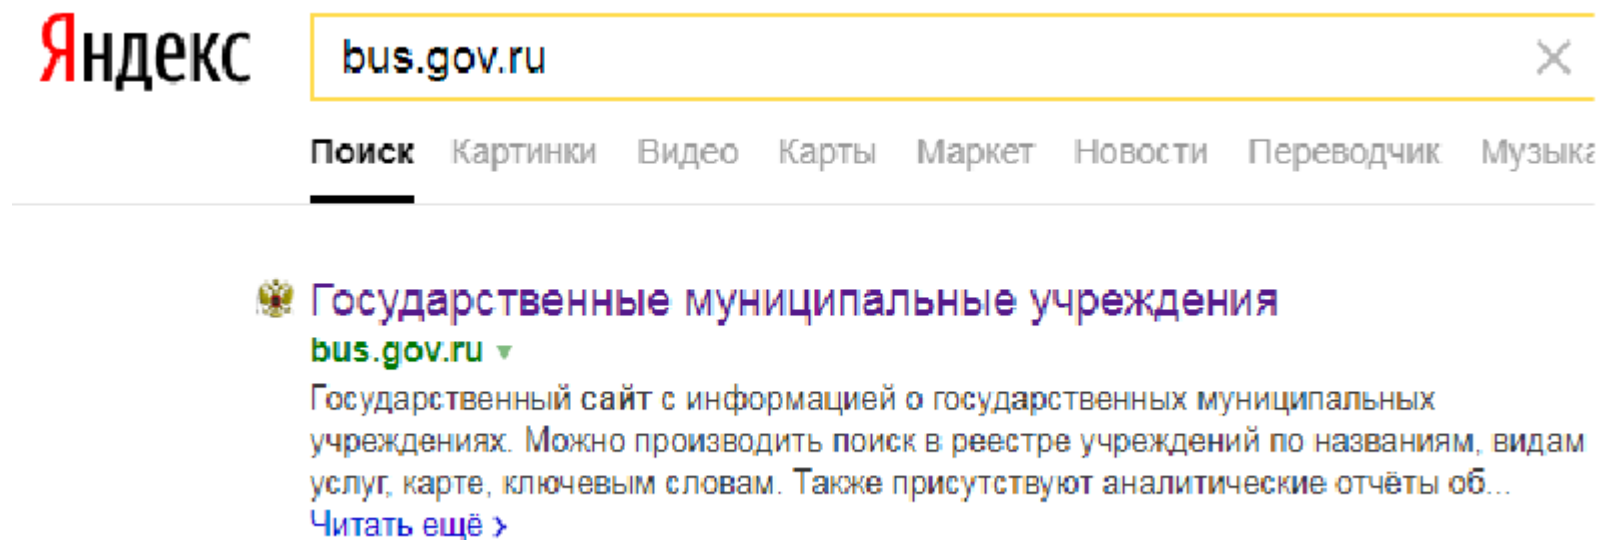 Яндекс bus.gov.ru
Поиск Картинки Видео Карты Маркет Новости Переводчик Музыка
Государственные муниципальные учреждения
bus.gov.ru
Государственный сайт с информацией о государственных муниципальных
учреждениях. Можно производить поиск в реестре учреждений по названиям, видам
услуг, карте, ключевым словам. Также присутствуют аналитические отчёты об...
Читать ещё >